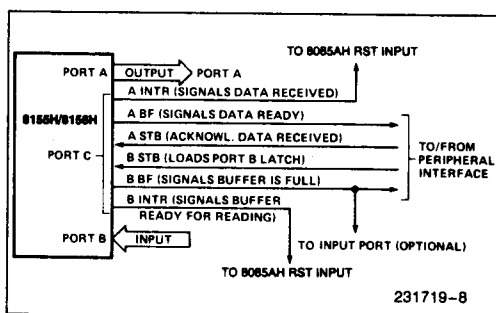 TO 8085AH RST INPUT
PORT A
OUTPUT
PORT A
A INTR (SIGNALS DATA RECEIVED)
8155H/8156H
A BF (SIGNALS DATA READY)
A STB (ACKNOWL. DATA RECEIVED)
PORT C
B STB (LOADS PORT B LATCH)
TO/FROM
PERIPHERAL
INTERFACE
B BF (SIGNALS BUFFER IS FULL)
B INTR (SIGNALS BUFFER
READY FOR READING)
PORT B
INPUT
TO INPUT PORT (OPTIONAL)
TO 8085AH RST INPUT
231719-8